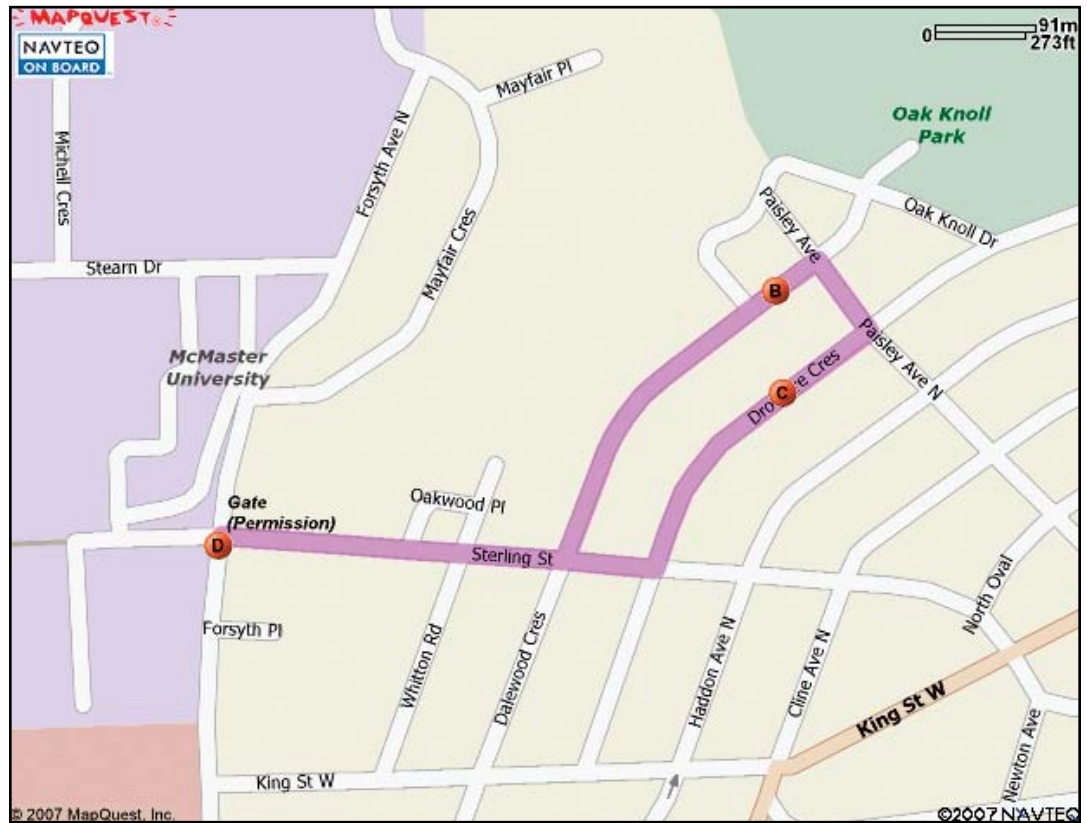 MAPQUEST
NAVTEQ
ON BOARD
0 91m
273ft
Mayfair Pl
Oak Knoll
Park
Michell Cres
Forsyth Ave N
Paisley Ave
Oak Knoll Dr
Mayfair Cres
Stearn Dr
B
McMaster
University
Paisley Ave N
C
Cres
Gate
(Permission)
Oakwood Pl
D
Sterling St
North Oval
Forsyth Pl
Whitton Rd
Dalewood Cres
Haddon Ave N
Cline Ave N
King St W
Newton Ave
King St W
© 2007 MapQuest, Inc.
©2007 NAVTEQ